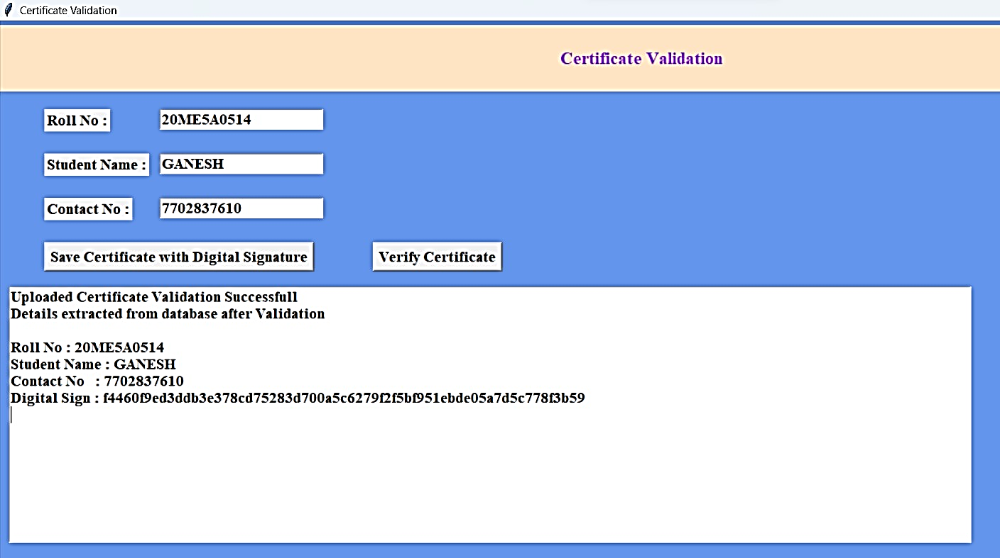 Certificate Validation
Certificate Validation
Roll No : 20ME5A0514
Student Name : GANESH
Contact No : 7702837610
Save Certificate with Digital Signature Verify Certificate
Uploaded Certificate Validation Successfull
Details extracted from database after Validation
Roll No : 20ME5A0514
Student Name : GANESH
Contact No : 7702837610
Digital Sign : f4460f9ed3ddb3e378cd75283d700a5c6279f2f5bf951ebde05a7d5c778f3b59